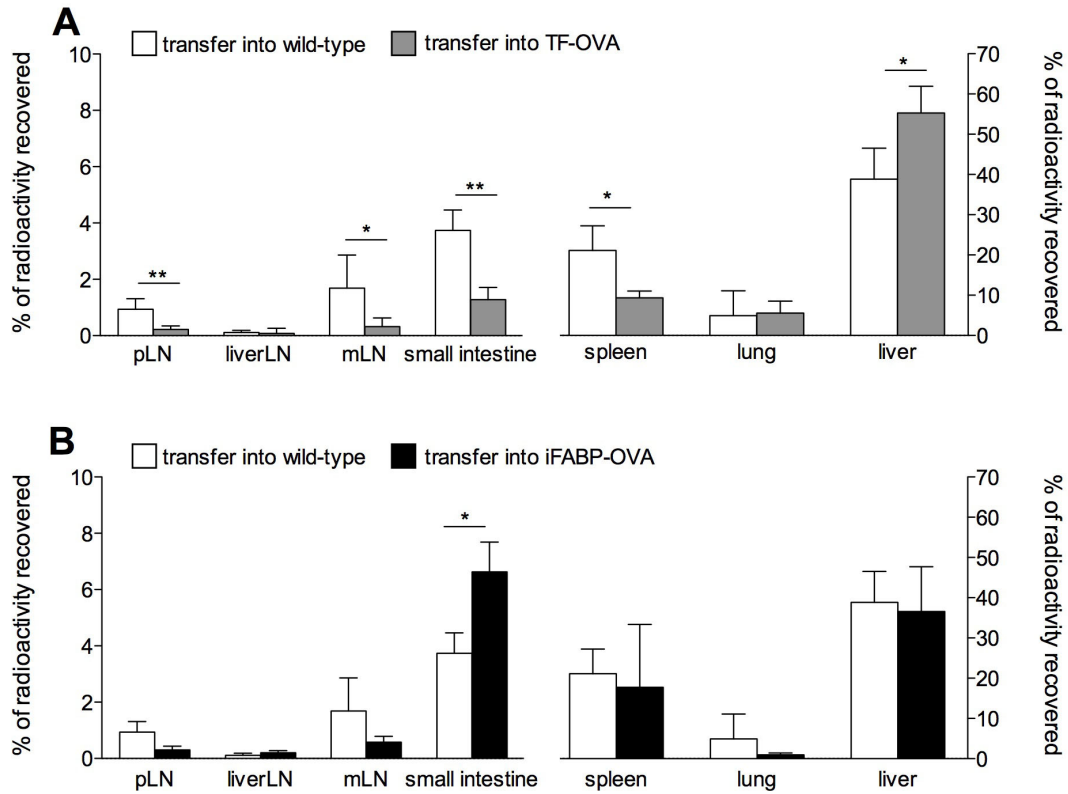 A
transfer into wild-type transfer into TF-OVA
% of radioactivity recovered
10
8
6
4
2
0
** * ** * *
pLN liverLN mLN small intestine spleen lung liver
70
60
50
40
30
20
10
0
% of radioactivity recovered
B
transfer into wild-type transfer into iFABP-OVA
% of radioactivity recovered
10
8
6
4
2
0
*
pLN liverLN mLN small intestine spleen lung liver
70
60
50
40
30
20
10
0
% of radioactivity recovered